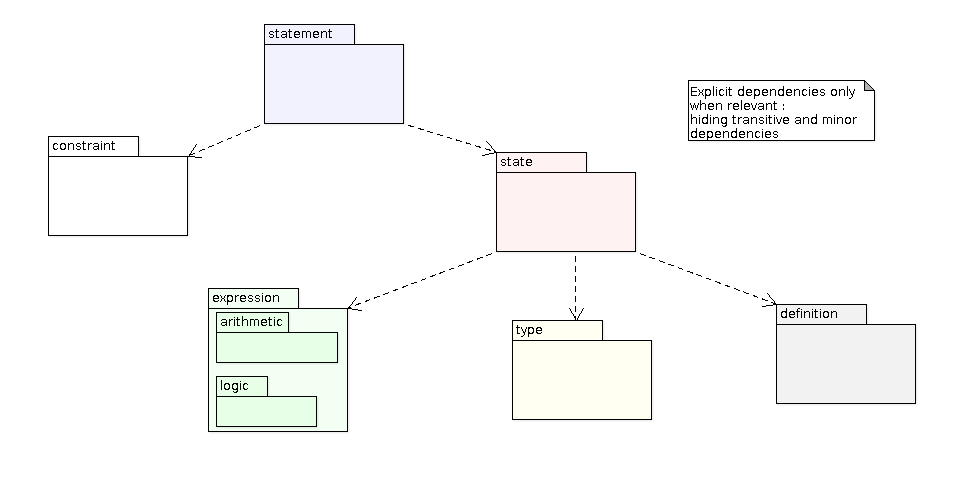 statement
Explicit dependencies only
when relevant :
hiding transitive and minor
dependencies
constraint
state
expression
arithmetic
logic
type
definition